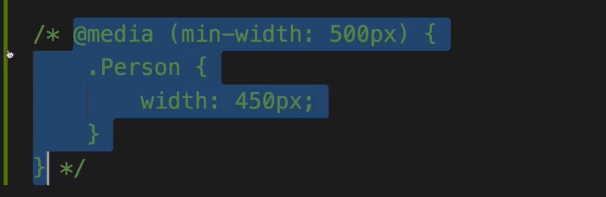 /* @media (min-width: 500px) {
    .Person {
        width: 450px;
    }
} */